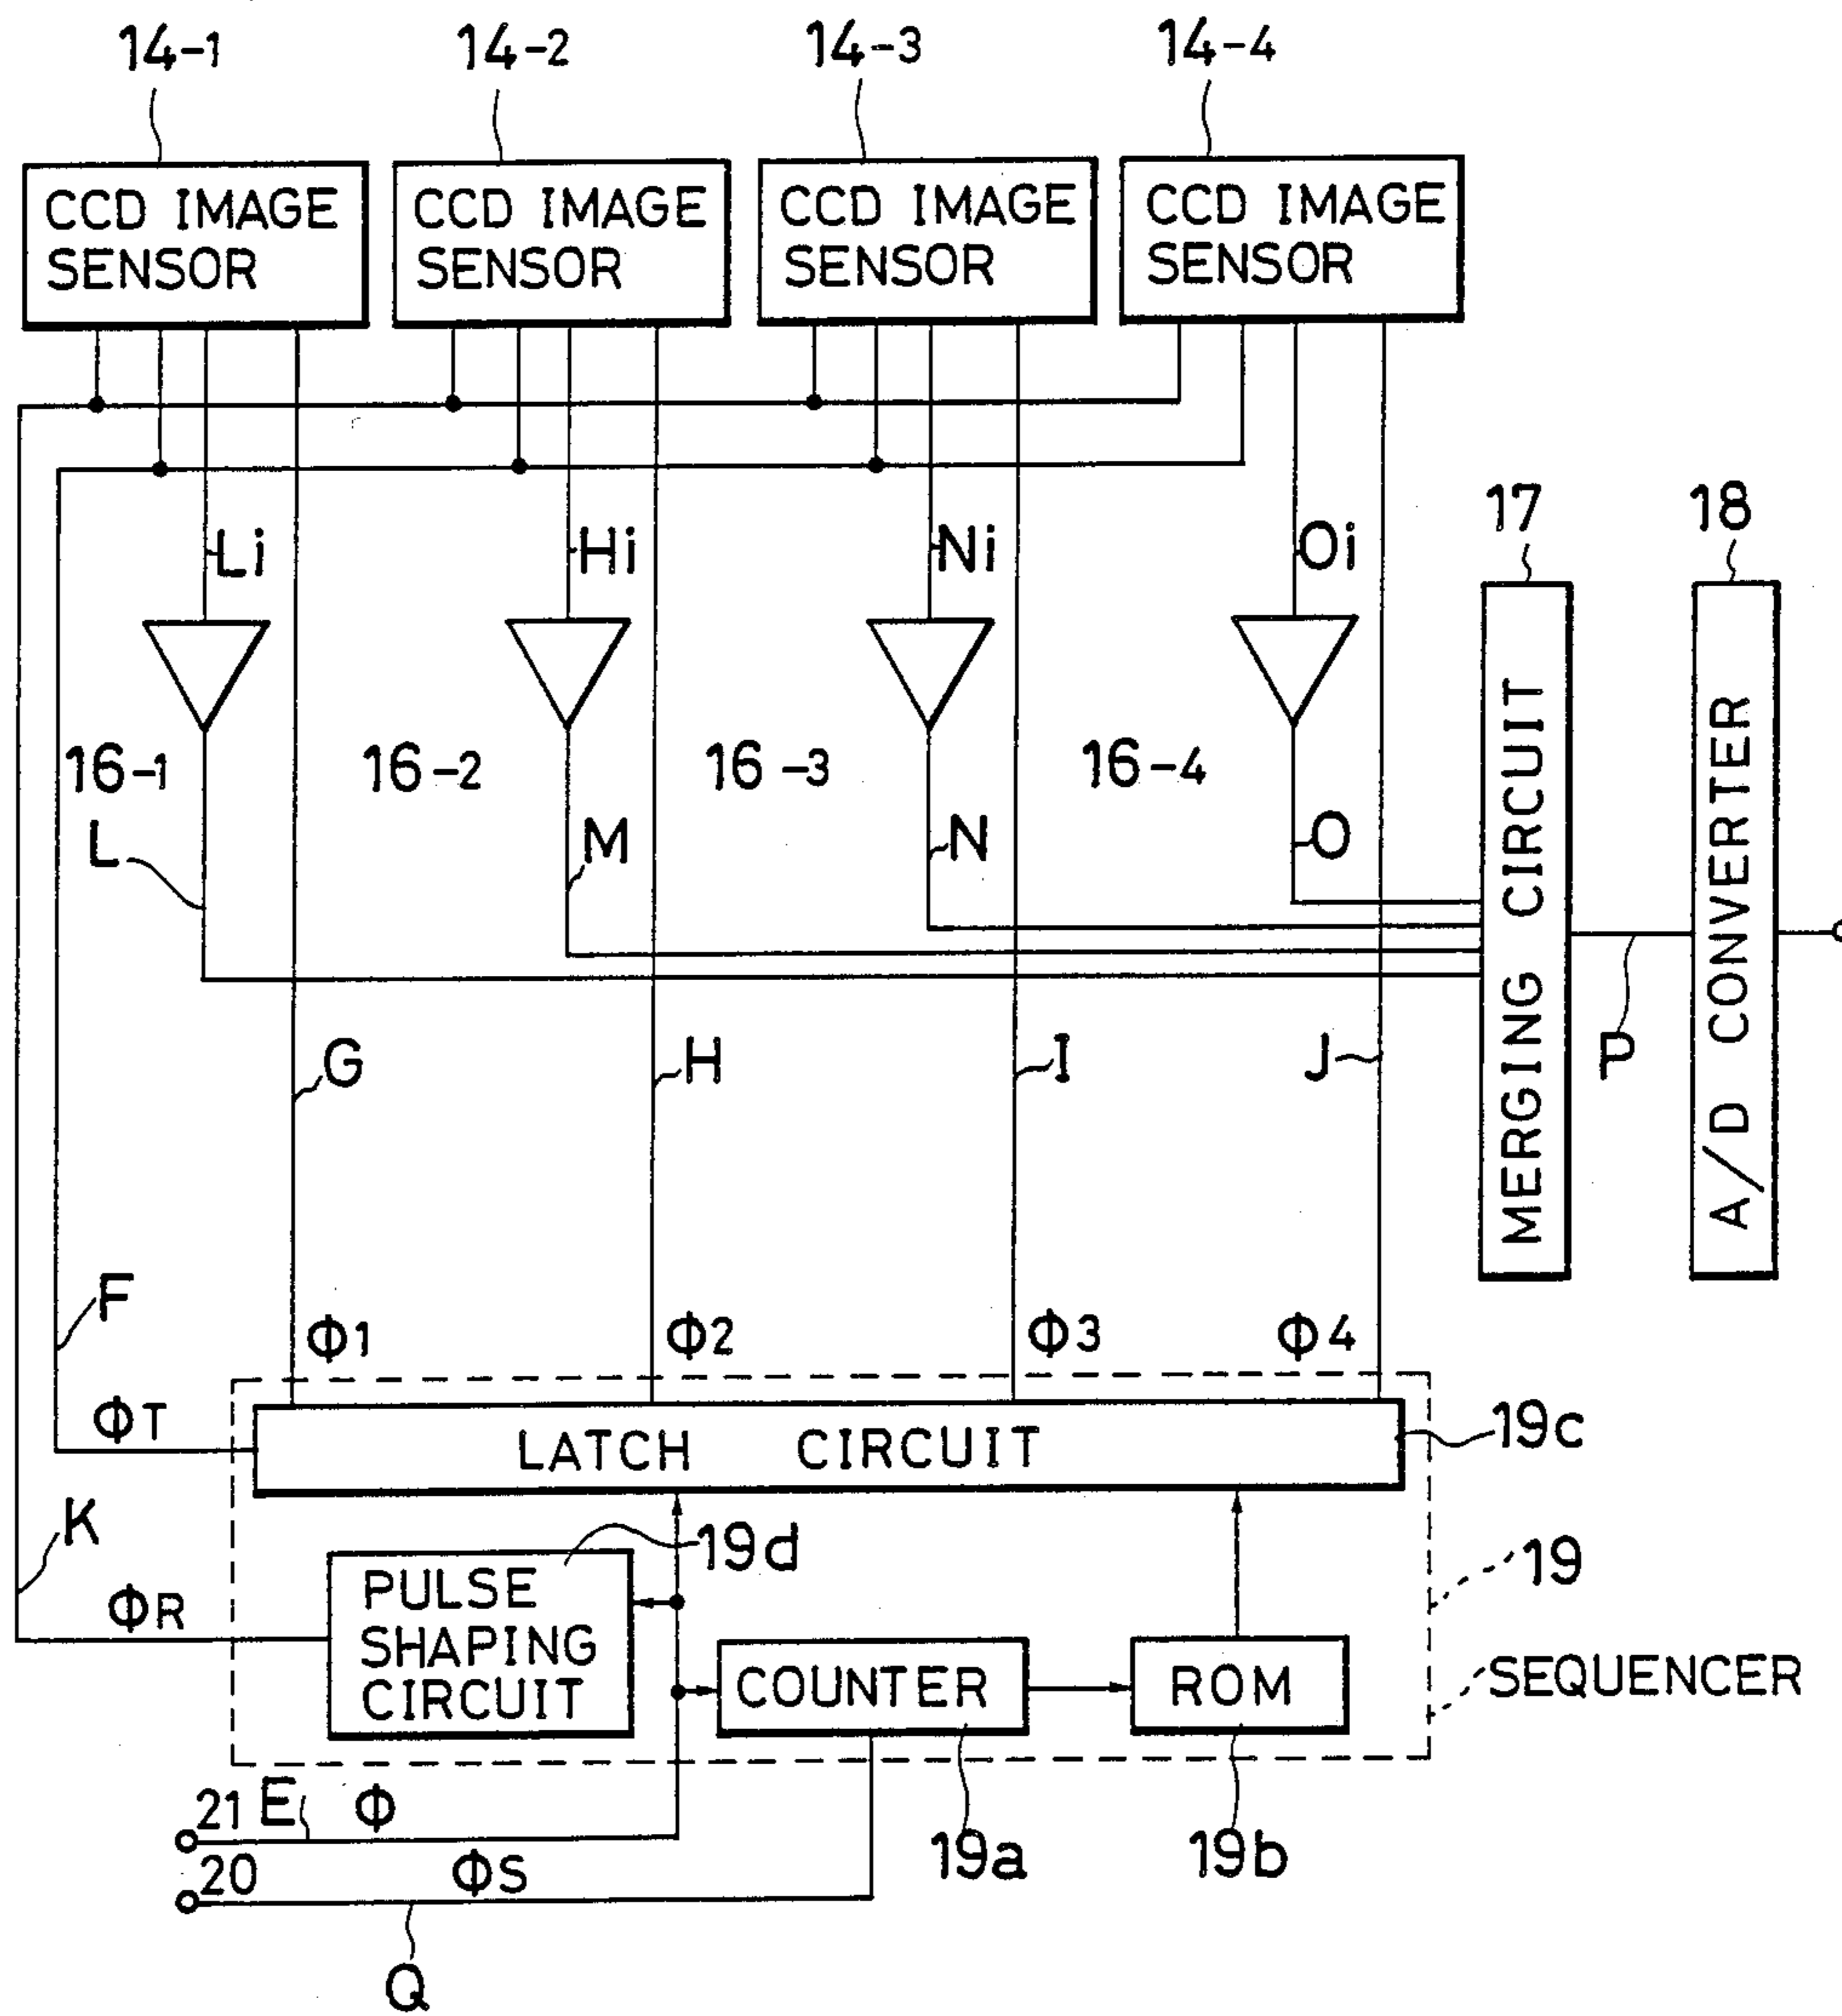 14-1 14-2 14-3 14-4
CCD IMAGE
SENSOR
CCD IMAGE
SENSOR
CCD IMAGE
SENSOR
CCD IMAGE
SENSOR
17 18
Li Hi Ni Oi
16-1 16-2 16-3 16-4
L M N O
MERGING CIRCUIT
A/D CONVERTER
G H I J P
F
Φ1 Φ2 Φ3 Φ4
ΦT
LATCH CIRCUIT
19c
K
19d
ΦR
PULSE
SHAPING
CIRCUIT
COUNTER
ROM
19
SEQUENCER
21 E Φ
19a 19b
20 ΦS
Q